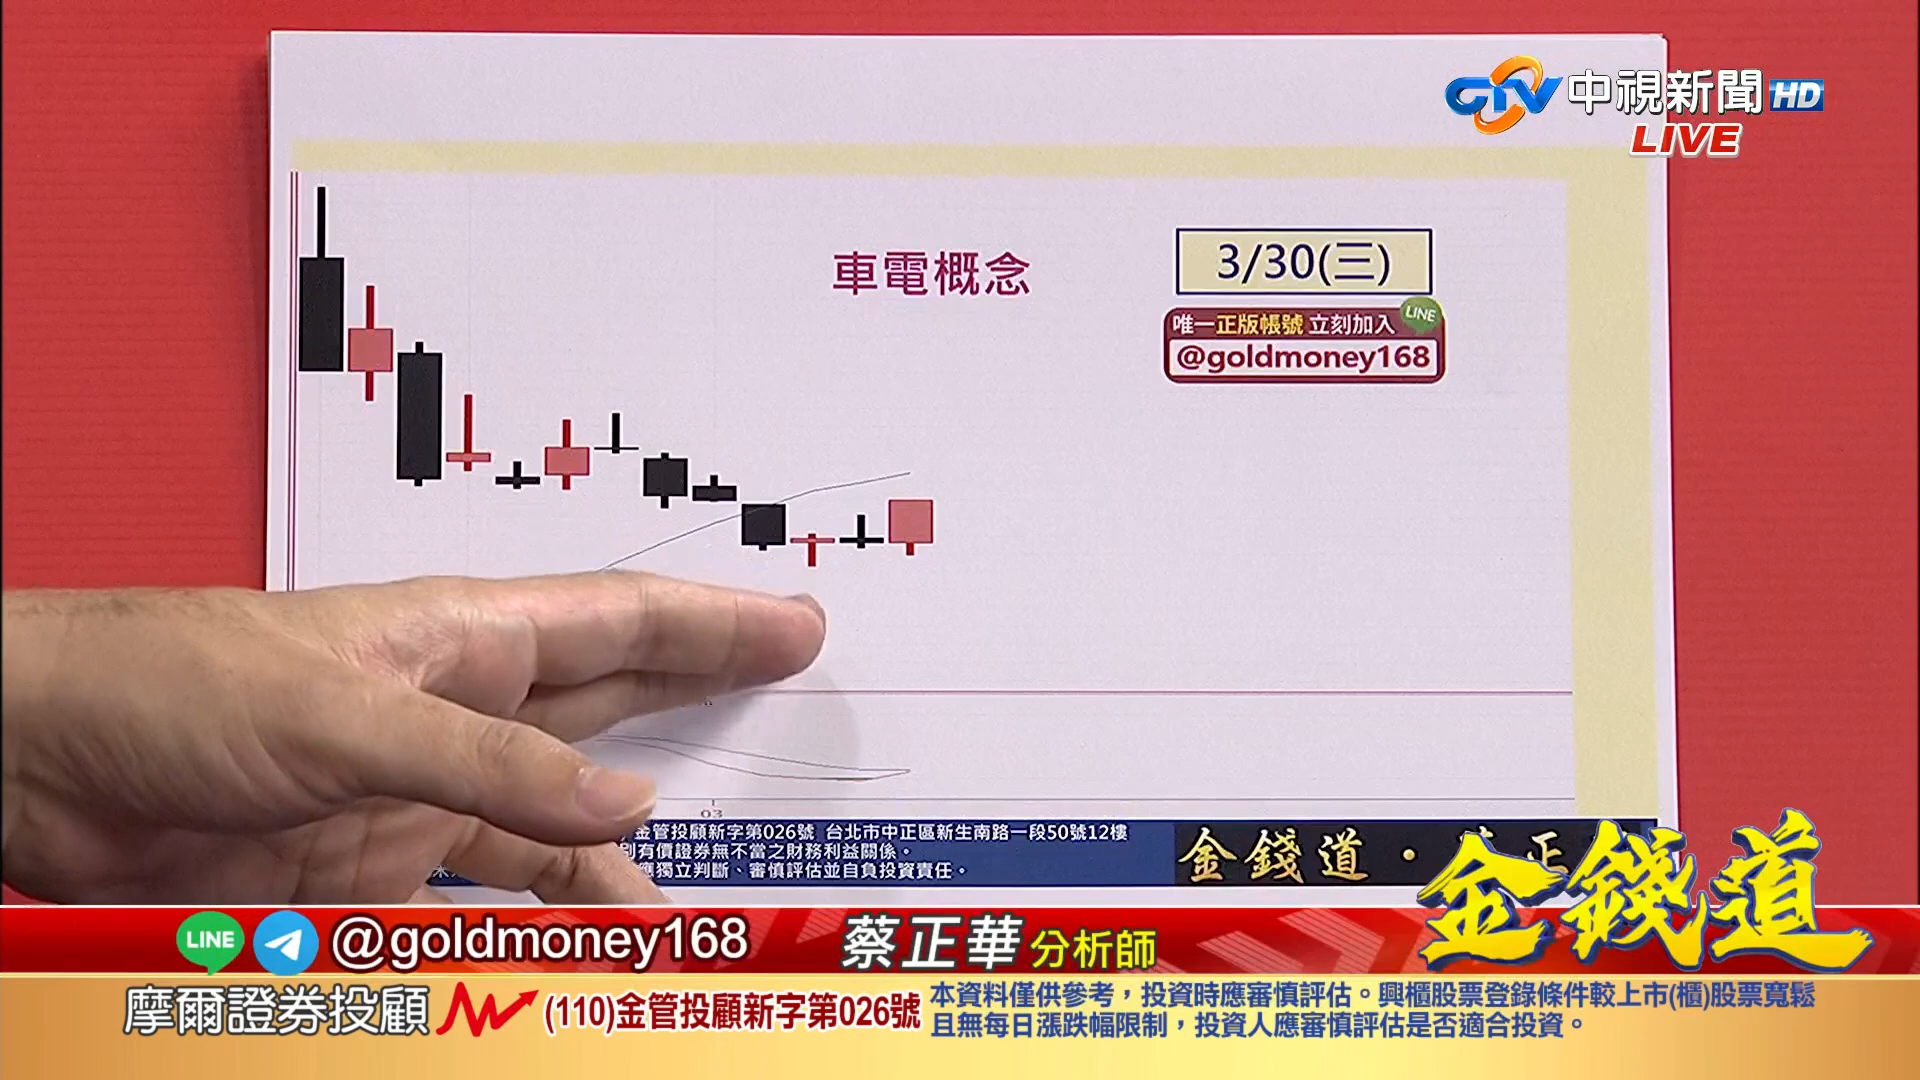 CTV 中視新聞 HD
LIVE
車電概念
3/30(三)
唯一正版帳號 立刻加入 LINE
@goldmoney168
03
金管投顧新字第026號 台北市中正區新生南路一段50號12樓
有價證券無不當之財務利益關係。
應獨立判斷、審慎評估並自負投資責任。
金錢道・ 正
金錢道
LINE @goldmoney168 蔡正華 分析師
摩爾證券投顧 (110)金管投顧新字第026號
本資料僅供參考，投資時應審慎評估。興櫃股票登錄條件較上市(櫃)股票寬鬆
且無每日漲跌幅限制，投資人應審慎評估是否適合投資。